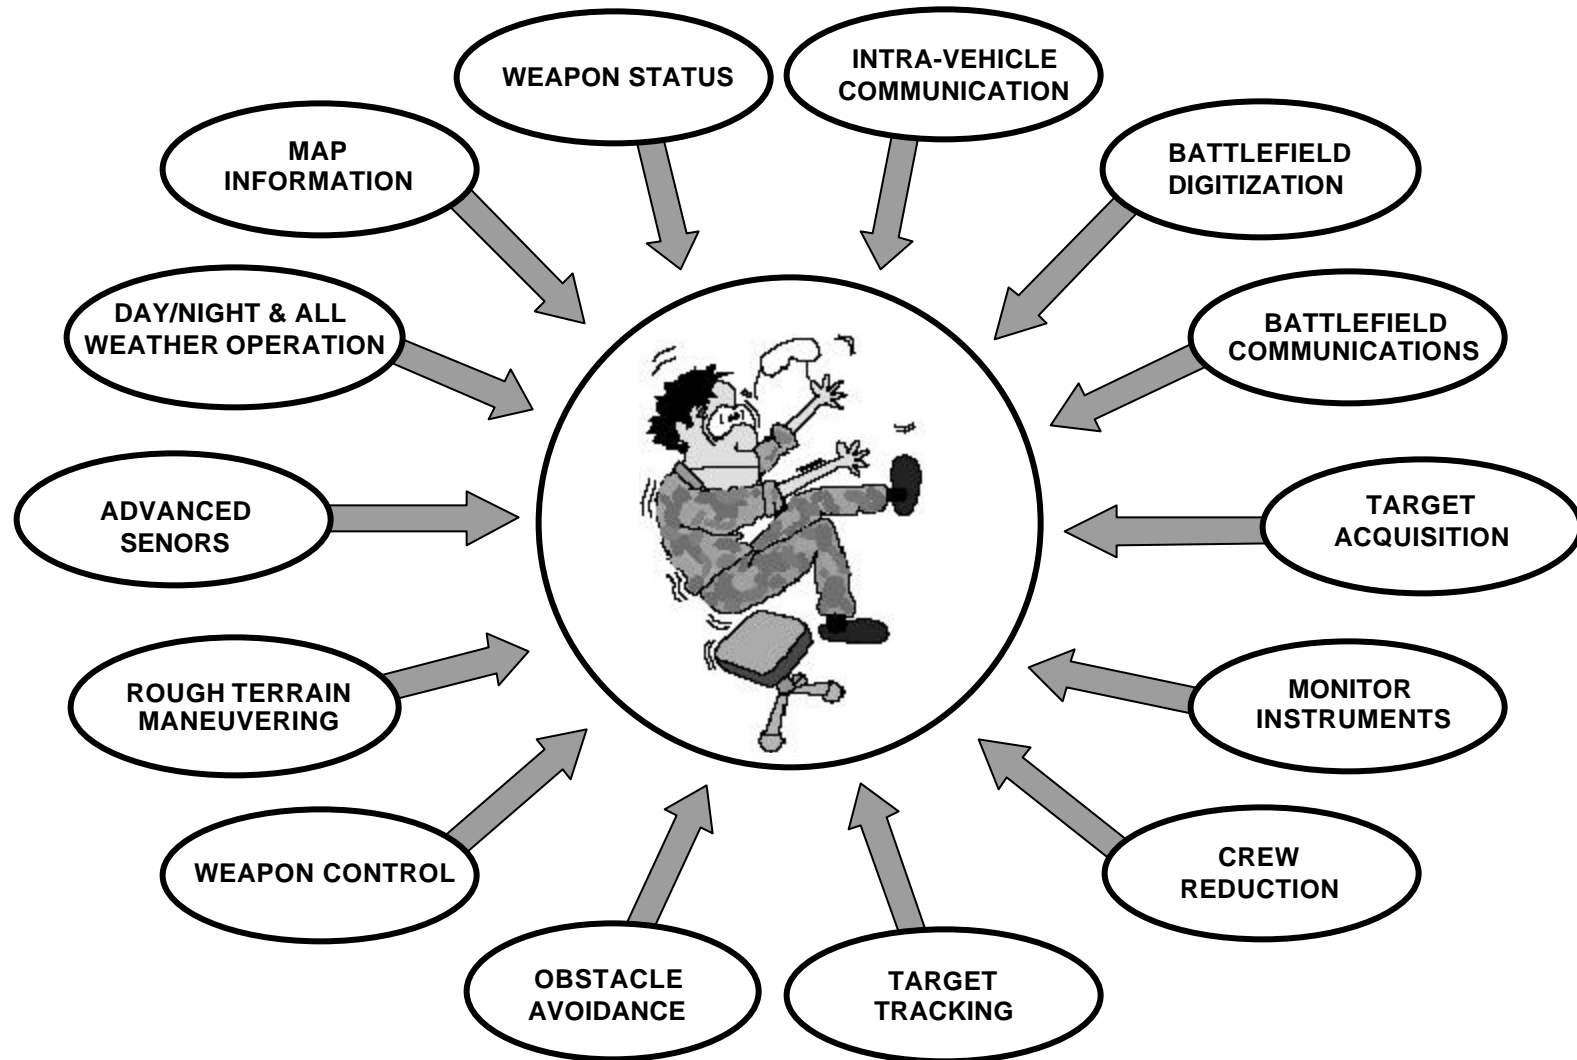 WEAPON STATUS
INTRA-VEHICLE
COMMUNICATION
MAP
INFORMATION
BATTLEFIELD
DIGITIZATION
DAY/NIGHT & ALL
WEATHER OPERATION
BATTLEFIELD
COMMUNICATIONS
ADVANCED
SENORS
TARGET
ACQUISITION
ROUGH TERRAIN
MANEUVERING
MONITOR
INSTRUMENTS
WEAPON CONTROL
CREW
REDUCTION
OBSTACLE
AVOIDANCE
TARGET
TRACKING